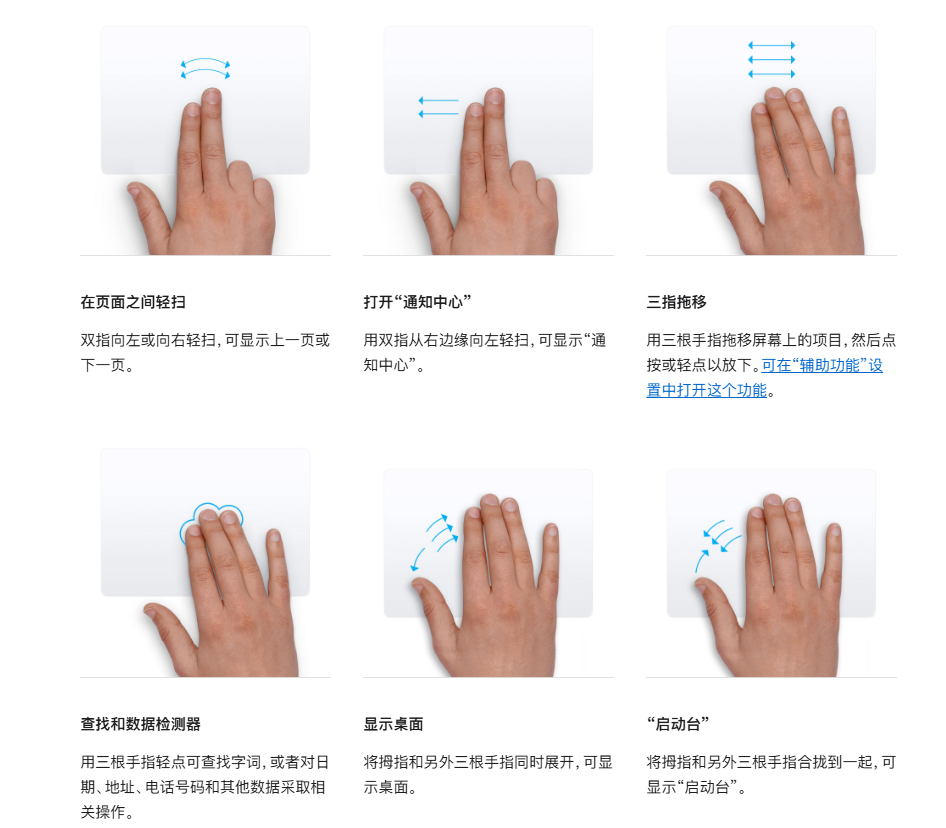 在页面之间轻扫
双指向左或向右轻扫，可显示上一页或
下一页。
打开“通知中心”
用双指从右边缘向左轻扫，可显示“通
知中心”。
三指拖移
用三根手指拖移屏幕上的项目，然后点
按或轻点以放下。可在“辅助功能”设
置中打开这个功能。
查找和数据检测器
用三根手指轻点可查找字词，或者对日
期、地址、电话号码和其他数据采取相
关操作。
显示桌面
将拇指和另外三根手指同时展开，可显
示桌面。
“启动台”
将拇指和另外三根手指合拢到一起，可
显示“启动台”。